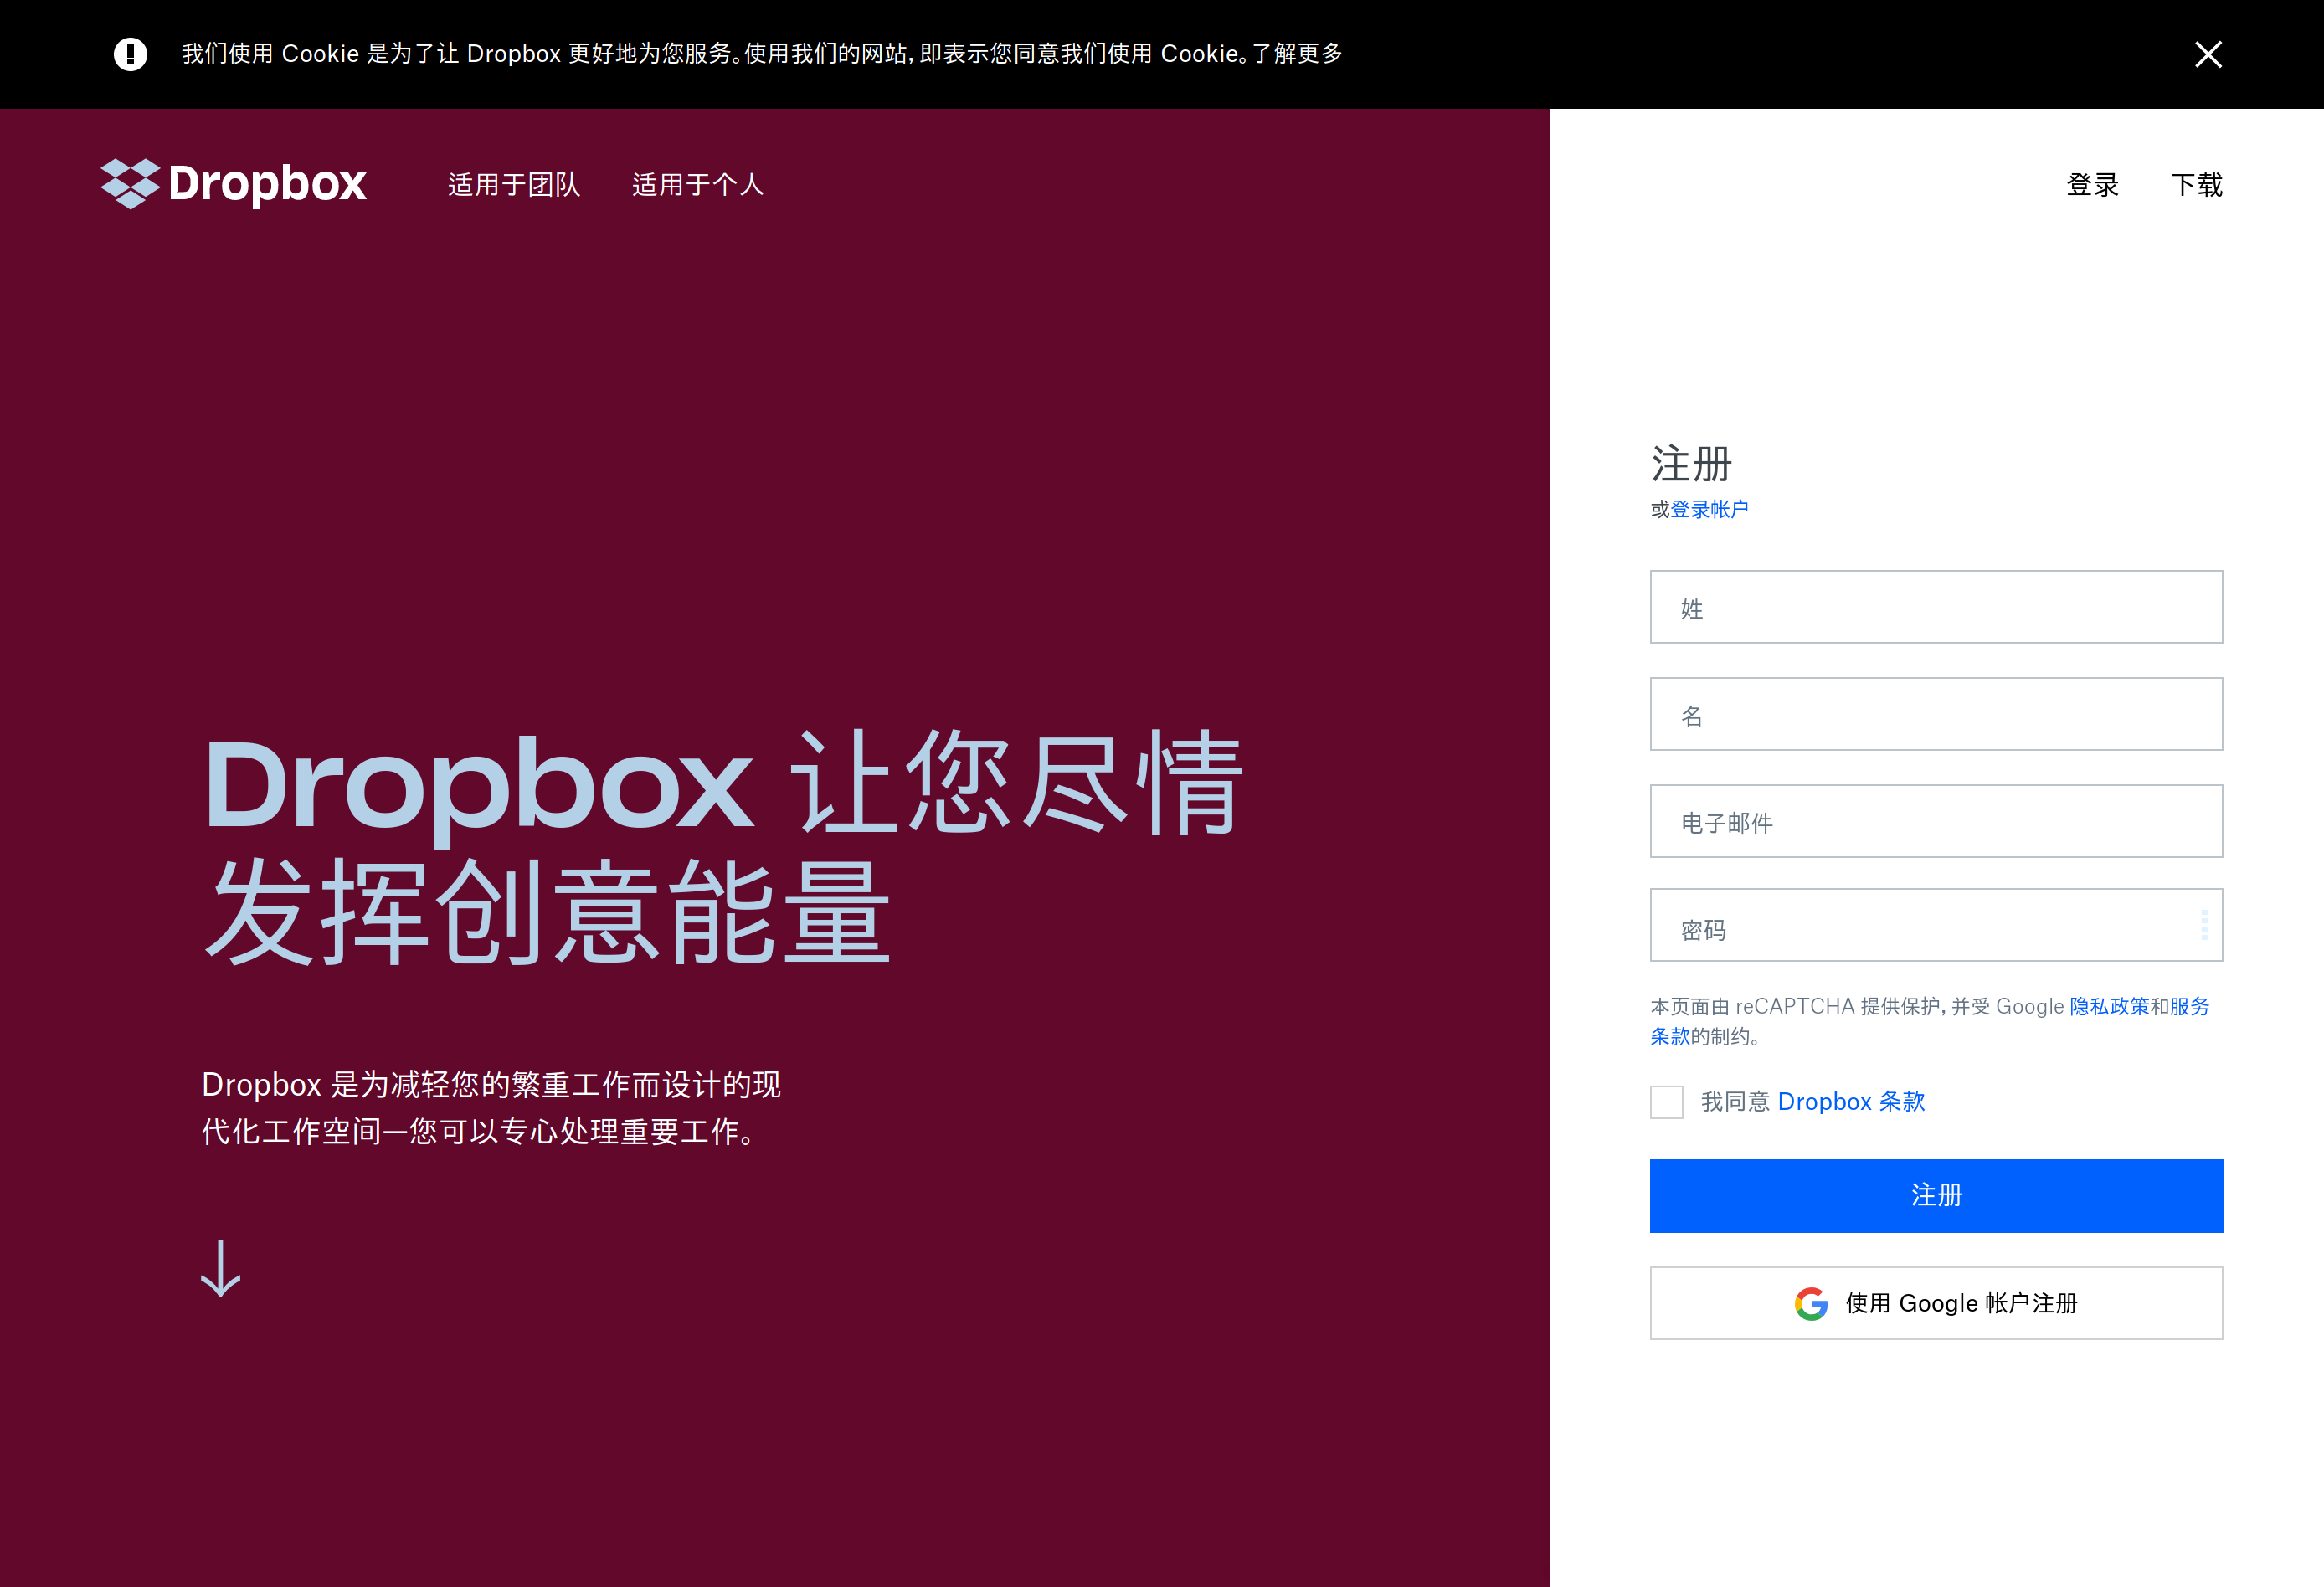 我们使用 Cookie 是为了让 Dropbox 更好地为您服务。使用我们的网站，即表示您同意我们使用 Cookie。了解更多
Dropbox 适用于团队 适用于个人 登录 下载
Dropbox 让您尽情
发挥创意能量
Dropbox 是为减轻您的繁重工作而设计的现
代化工作空间—您可以专心处理重要工作。
注册
或登录帐户
姓
名
电子邮件
密码
本页面由 reCAPTCHA 提供保护，并受 Google 隐私政策和服务
条款的制约。
我同意 Dropbox 条款
注册
使用 Google 帐户注册